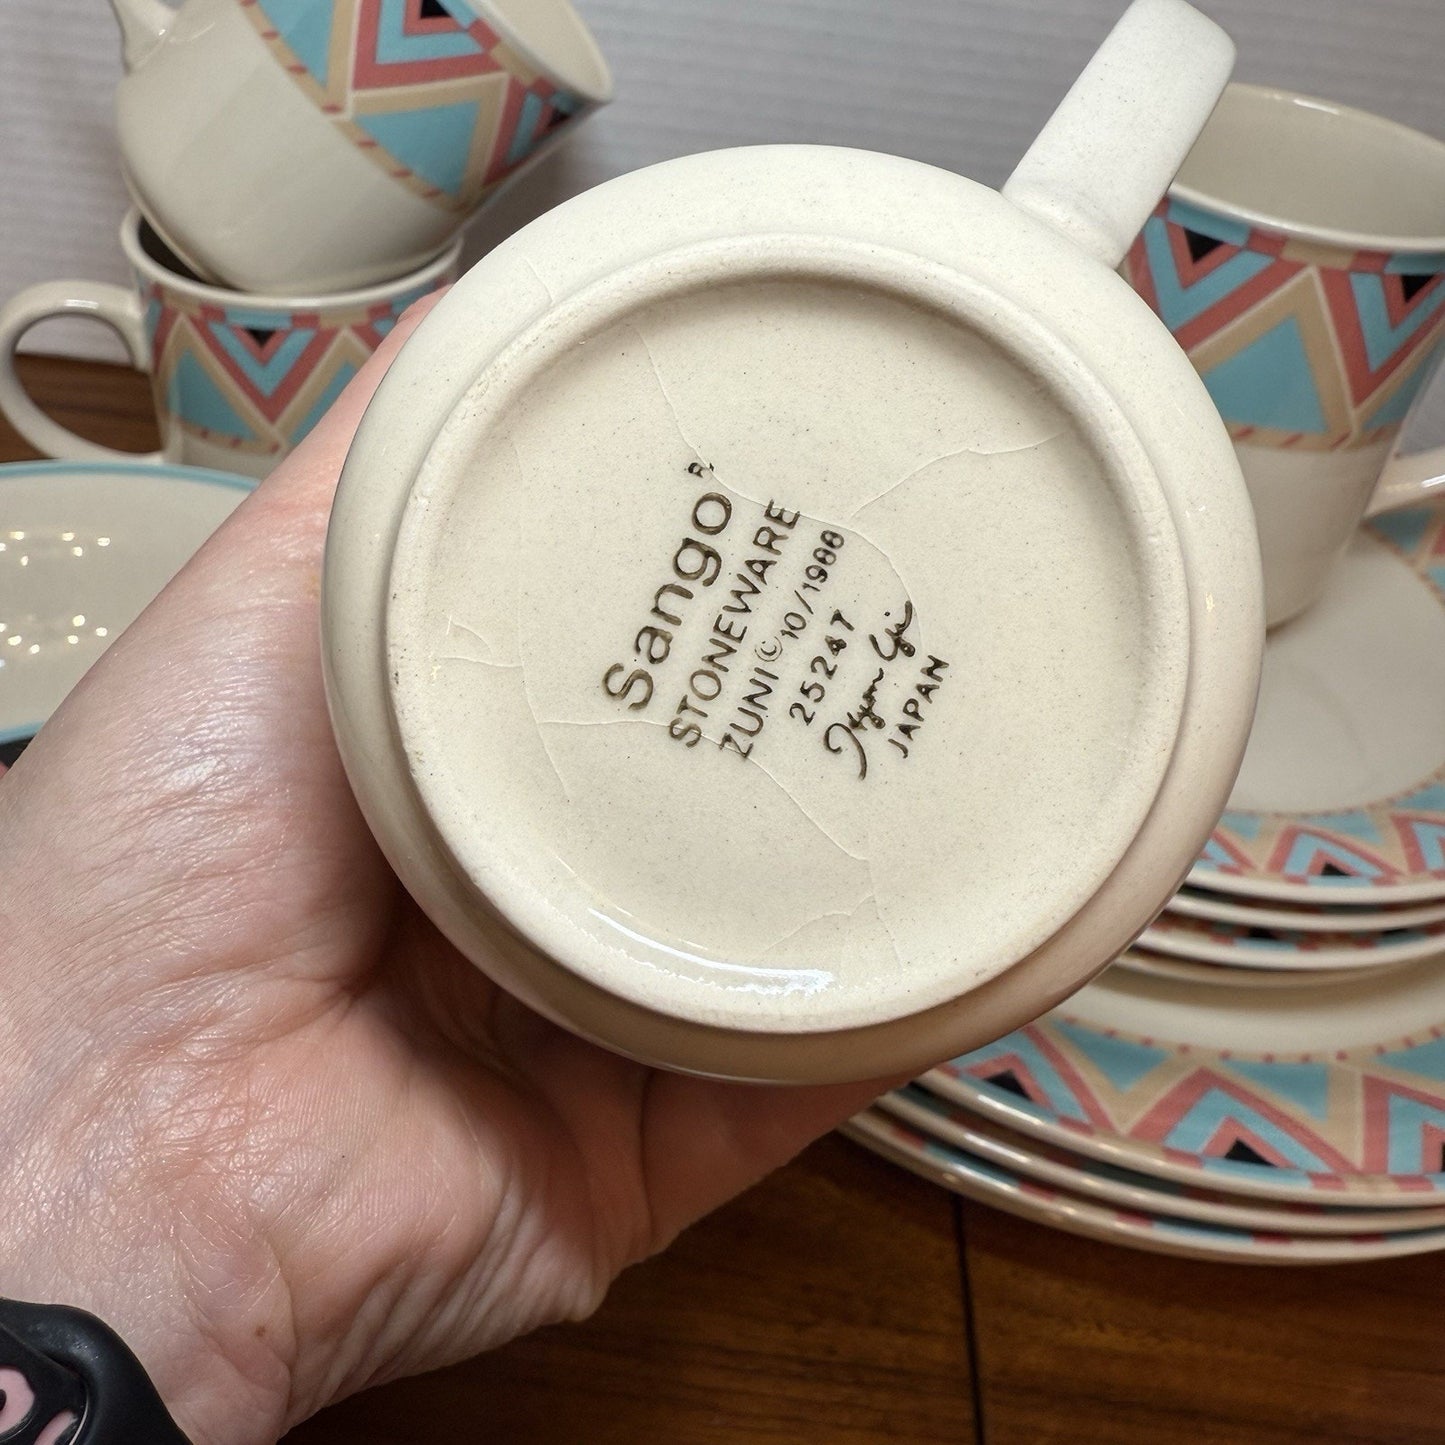 Sango®
STONEWARE
ZUNI © 10/1988
25247
JAPAN